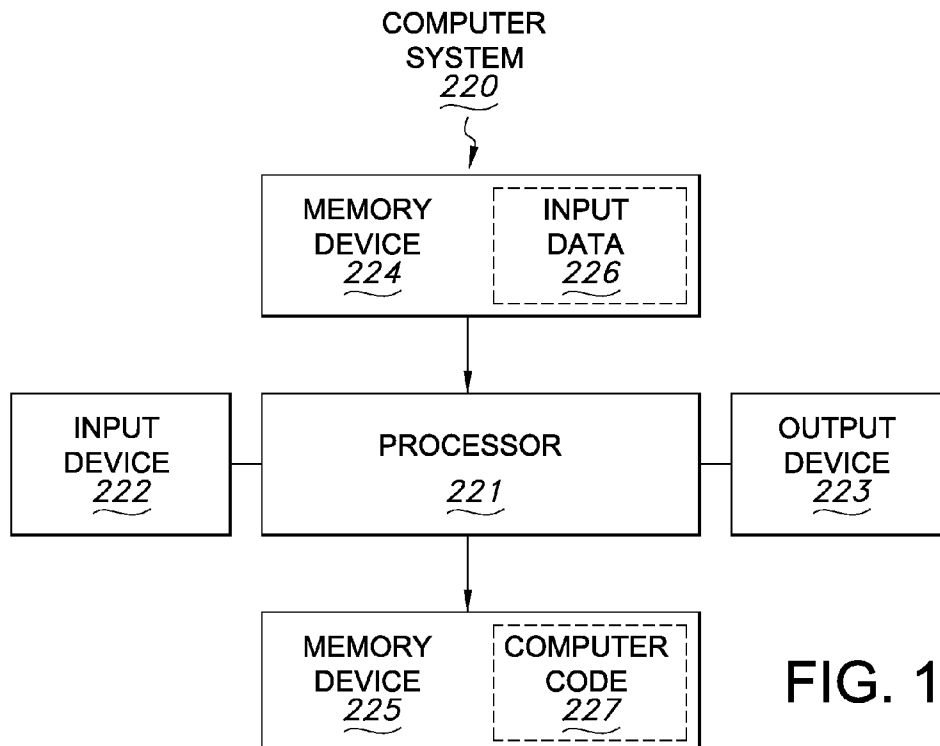 COMPUTER
SYSTEM
220
MEMORY
DEVICE
224
INPUT
DATA
226
INPUT
DEVICE
222
PROCESSOR
221
OUTPUT
DEVICE
223
MEMORY
DEVICE
225
COMPUTER
CODE
227
FIG. 1